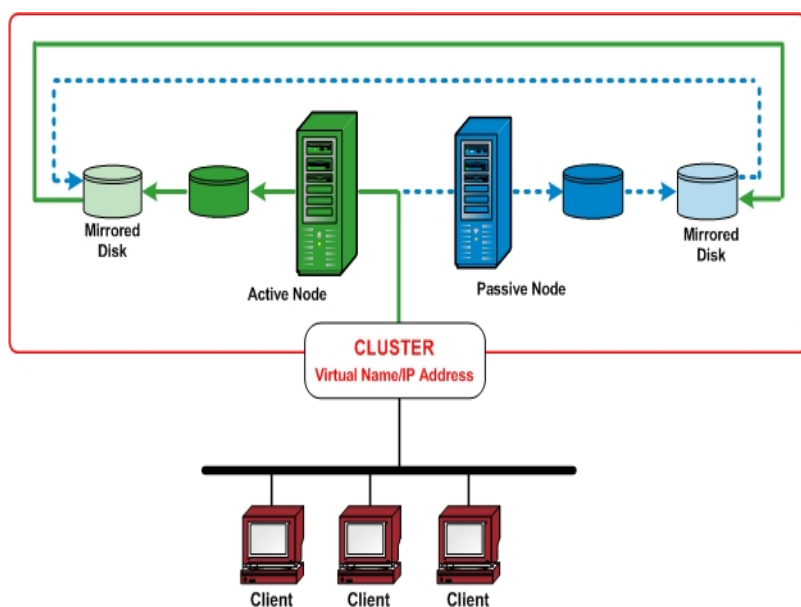 Mirrored
Disk
Active Node
Passive Node
Mirrored
Disk
CLUSTER
Virtual Name/IP Address
Client
Client
Client